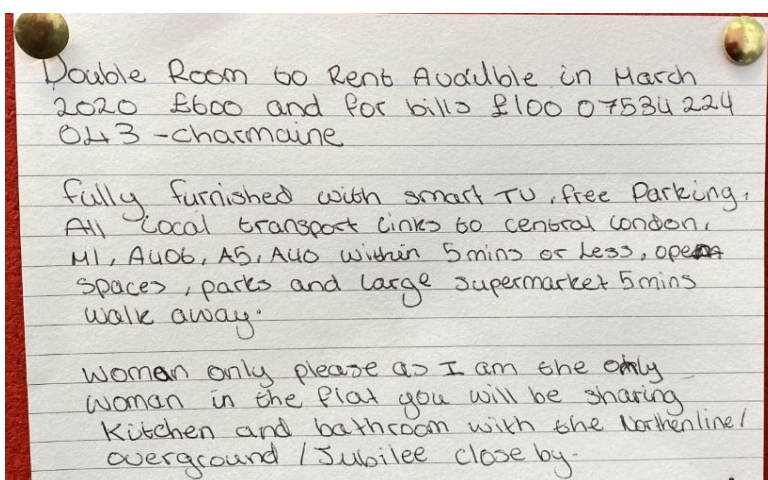 Double Room to Rent Availble in March
2020 £600 and for bills £100 07534 224
043 - charmaine
fully furnished with smart TV, free Parking,
All Local transport links to central london,
M1, A406, A5, A40 within 5mins or Less, open
spaces, parks and large supermarket 5mins
walk away.
Woman only please as I am the only
woman in the flat you will be sharing
kitchen and bathroom with the Northenline/
overground / Jubilee close by.